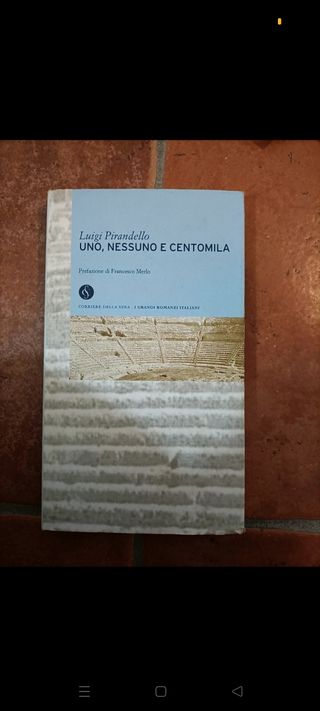 Luigi Pirandello
UNO, NESSUNO E CENTOMILA
Prefazione di Francesco Merlo
CORRIERE DELLA SERA - I GRANDI ROMANZI ITALIANI